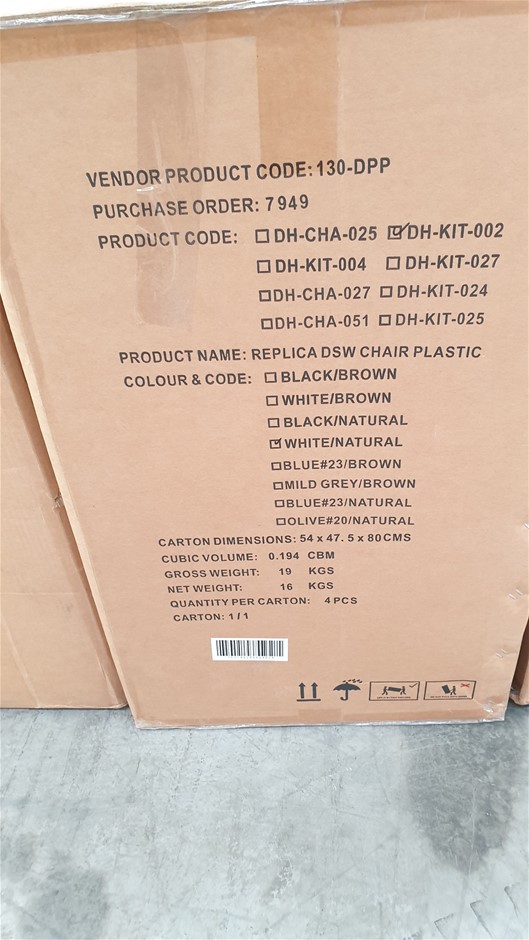 VENDOR PRODUCT CODE: 130-DPP
PURCHASE ORDER: 7949
PRODUCT CODE: ☐ DH-CHA-025 ☑ DH-KIT-002
☐ DH-KIT-004 ☐ DH-KIT-027
☐ DH-CHA-027 ☐ DH-KIT-024
☐ DH-CHA-051 ☐ DH-KIT-025
PRODUCT NAME: REPLICA DSW CHAIR PLASTIC
COLOUR & CODE: ☐ BLACK/BROWN
☐ WHITE/BROWN
☐ BLACK/NATURAL
☑ WHITE/NATURAL
☐ BLUE#23/BROWN
☐ MILD GREY/BROWN
☐ BLUE#23/NATURAL
☐ OLIVE#20/NATURAL
CARTON DIMENSIONS: 54 x 47.5 x 80CMS
CUBIC VOLUME: 0.194 CBM
GROSS WEIGHT: 19 KGS
NET WEIGHT: 16 KGS
QUANTITY PER CARTON: 4 PCS
CARTON: 1/1